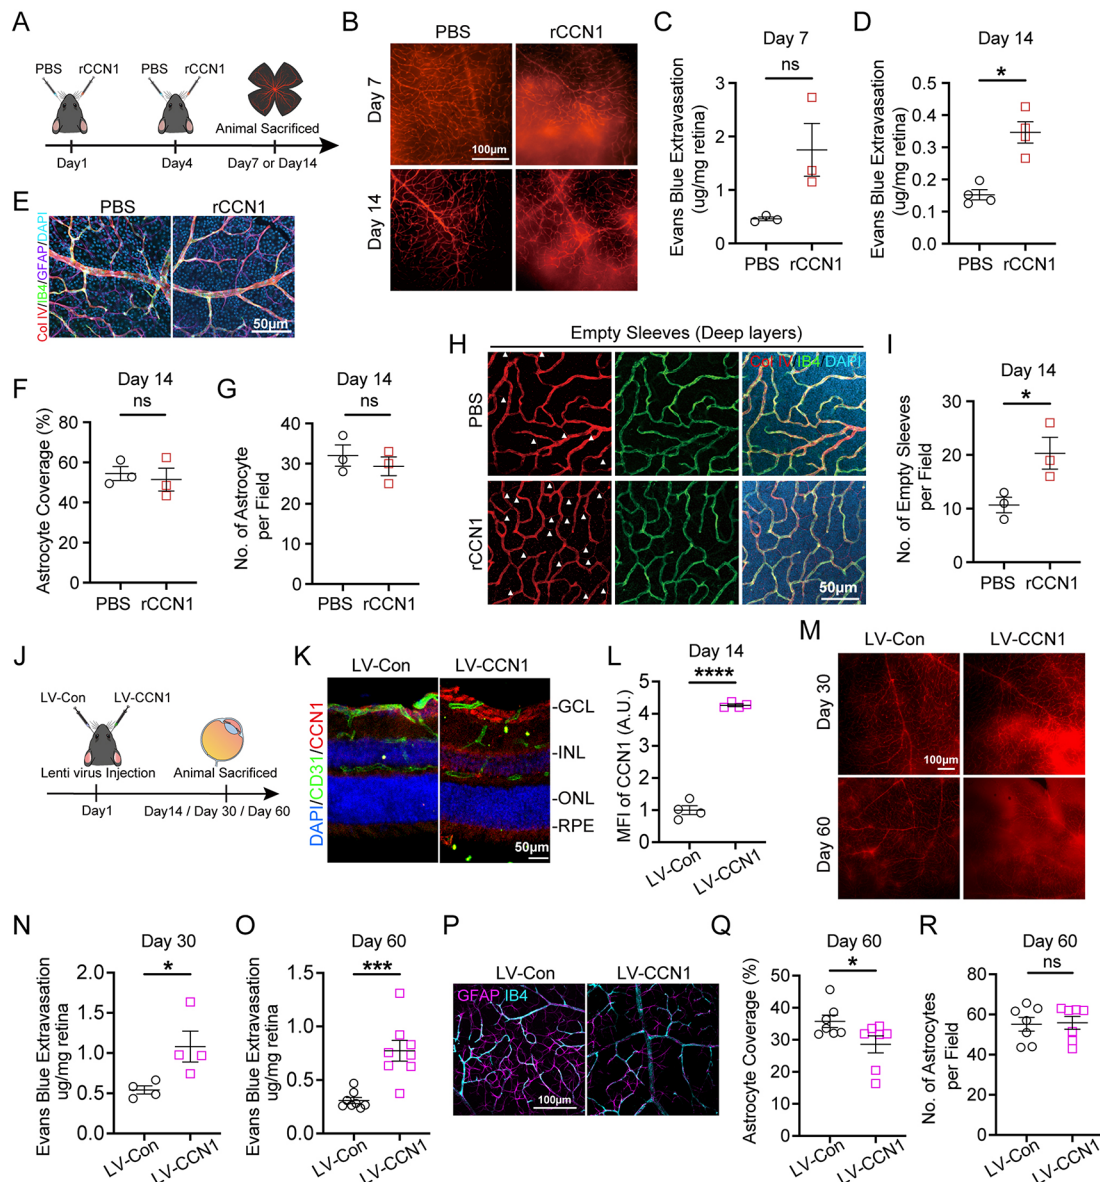 A
PBS rCCN1 PBS rCCN1
Animal Sacrificed
Day1 Day4 Day7 or Day14
B
PBS rCCN1
Day 7
100µm
Day 14
C
Day 7
ns
Evans Blue Extravasation
(ug/mg retina)
3
2
1
0
PBS rCCN1
D
Day 14
*
Evans Blue Extravasation
(ug/mg retina)
0.5
0.4
0.3
0.2
0.1
0.0
PBS rCCN1
E
PBS rCCN1
Col IV/IB4/GFAP/DAPI
50µm
F
Day 14
ns
Astrocyte Coverage (%)
80
60
40
20
0
PBS rCCN1
G
Day 14
ns
No. of Astrocyte
per Field
40
30
20
10
0
PBS rCCN1
H
Empty Sleeves (Deep layers)
Col IV/IB4/DAPI
PBS
rCCN1
50µm
I
Day 14
*
No. of Empty Sleeves
per Field
30
20
10
0
PBS rCCN1
J
LV-Con LV-CCN1
Lenti virus Injection Animal Sacrificed
Day1 Day14 / Day 30 / Day 60
K
LV-Con LV-CCN1
DAPI/CD31/CCN1
-GCL
-INL
-ONL
-RPE
50µm
L
Day 14
****
MFI of CCN1 (A.U.)
5
4
3
2
1
0
LV-Con LV-CCN1
M
LV-Con LV-CCN1
Day 30
100µm
Day 60
N
Day 30
*
Evans Blue Extravasation
ug/mg retina
2.0
1.5
1.0
0.5
0.0
LV-Con LV-CCN1
O
Day 60
***
Evans Blue Extravasation
ug/mg retina
1.5
1.0
0.5
0.0
LV-Con LV-CCN1
P
LV-Con LV-CCN1
GFAP IB4
100µm
Q
Day 60
*
Astrocyte Coverage (%)
50
40
30
20
10
0
LV-Con LV-CCN1
R
Day 60
ns
No. of Astrocytes
per Field
80
60
40
20
0
LV-Con LV-CCN1